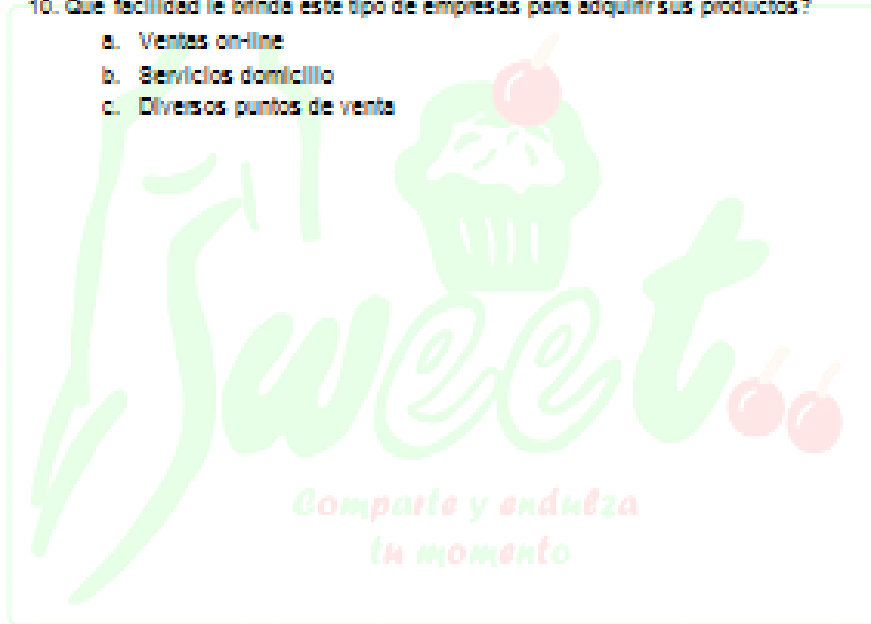 10. Que facilidad le brinda este tipo de empresas para adquirir sus productos?
a. Ventas on-line
b. Servicios domicilio
c. Diversos puntos de venta
Sweet
Comparte y endulza
tu momento